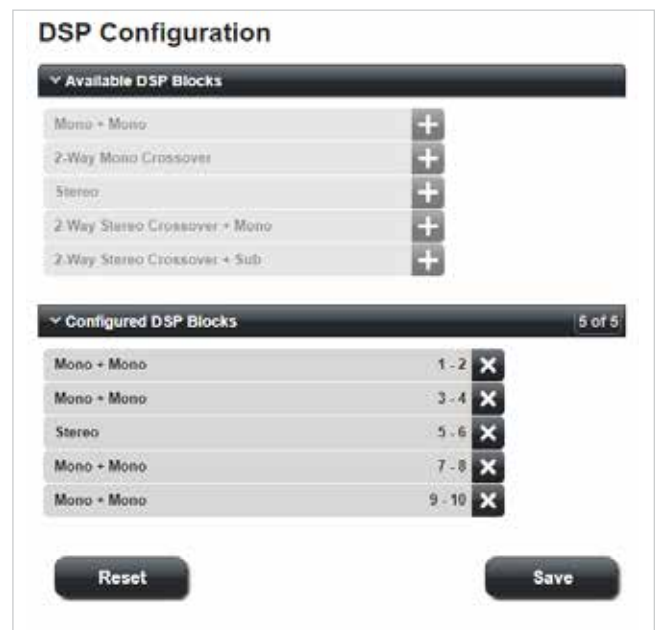 DSP Configuration
Available DSP Blocks
Mono + Mono
2-Way Mono Crossover
Stereo
2-Way Stereo Crossover + Mono
2-Way Stereo Crossover + Sub
Configured DSP Blocks 5 of 5
Mono + Mono 1 - 2
Mono + Mono 3 - 4
Stereo 5 - 6
Mono + Mono 7 - 8
Mono + Mono 9 - 10
Reset Save